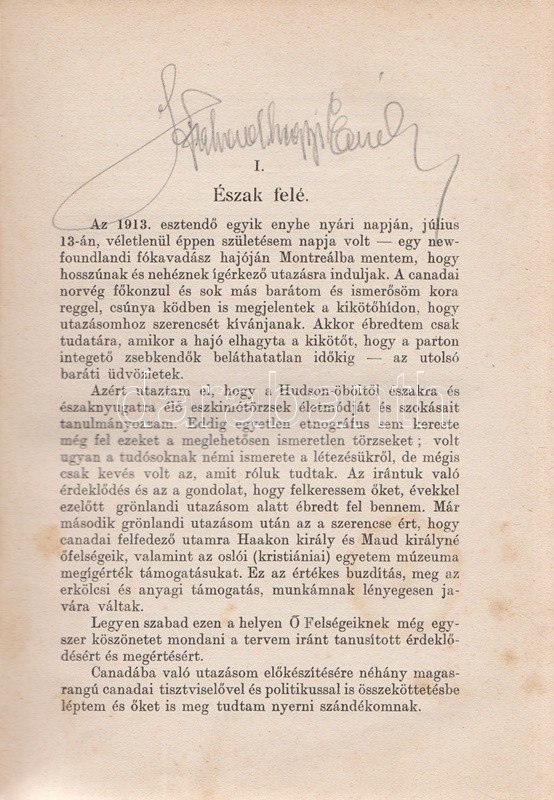 I.
Észak felé.
Az 1913. esztendő egyik enyhe nyári napján, július
13-án, véletlenül éppen születésem napja volt — egy new-
foundlandi fókavadász hajóján Montreálba mentem, hogy
hosszúnak és nehéznek ígérkező utazásra induljak. A canadai
norvég főkonzul és sok más barátom és ismerősöm kora
reggel, csúnya ködben is megjelentek a kikötőhídon, hogy
utazásomhoz szerencsét kívánjanak. Akkor ébredtem csak
tudatára, amikor a hajó elhagyta a kikötőt, hogy a parton
integető zsebkendők beláthatatlan időkig — az utolsó
baráti üdvözletek.
Azért utaztam el, hogy a Hudson-öböltől északra és
északnyugatra élő eszkimótörzsek életmódját és szokásait
tanulmányozzam. Eddig egyetlen etnográfus sem kereste
még fel ezeket a meglehetősen ismeretlen törzseket; volt
ugyan a tudósoknak némi ismerete a létezésükről, de mégis
csak kevés volt az, amit róluk tudtak. Az irántuk való
érdeklődés és az a gondolat, hogy felkeressem őket, évekkel
ezelőtt grönlandi utazásom alatt ébredt fel bennem. Már
második grönlandi utazásom után az a szerencse ért, hogy
canadai felfedező utamra Haakon király és Maud királyné
őfelségeik, valamint az oslói (kristiániai) egyetem múzeuma
megígérték támogatásukat. Ez az értékes buzdítás, meg az
erkölcsi és anyagi támogatás, munkámnak lényegesen ja-
vára váltak.
Legyen szabad ezen a helyen Ő Felségeiknek még egy-
szer köszönetet mondani a tervem iránt tanusított érdeklő-
désért és megértésért.
Canadába való utazásom előkészítésére néhány magas-
rangú canadai tisztviselővel és politikussal is összeköttetésbe
léptem és őket is meg tudtam nyerni szándékomnak.
darabanth